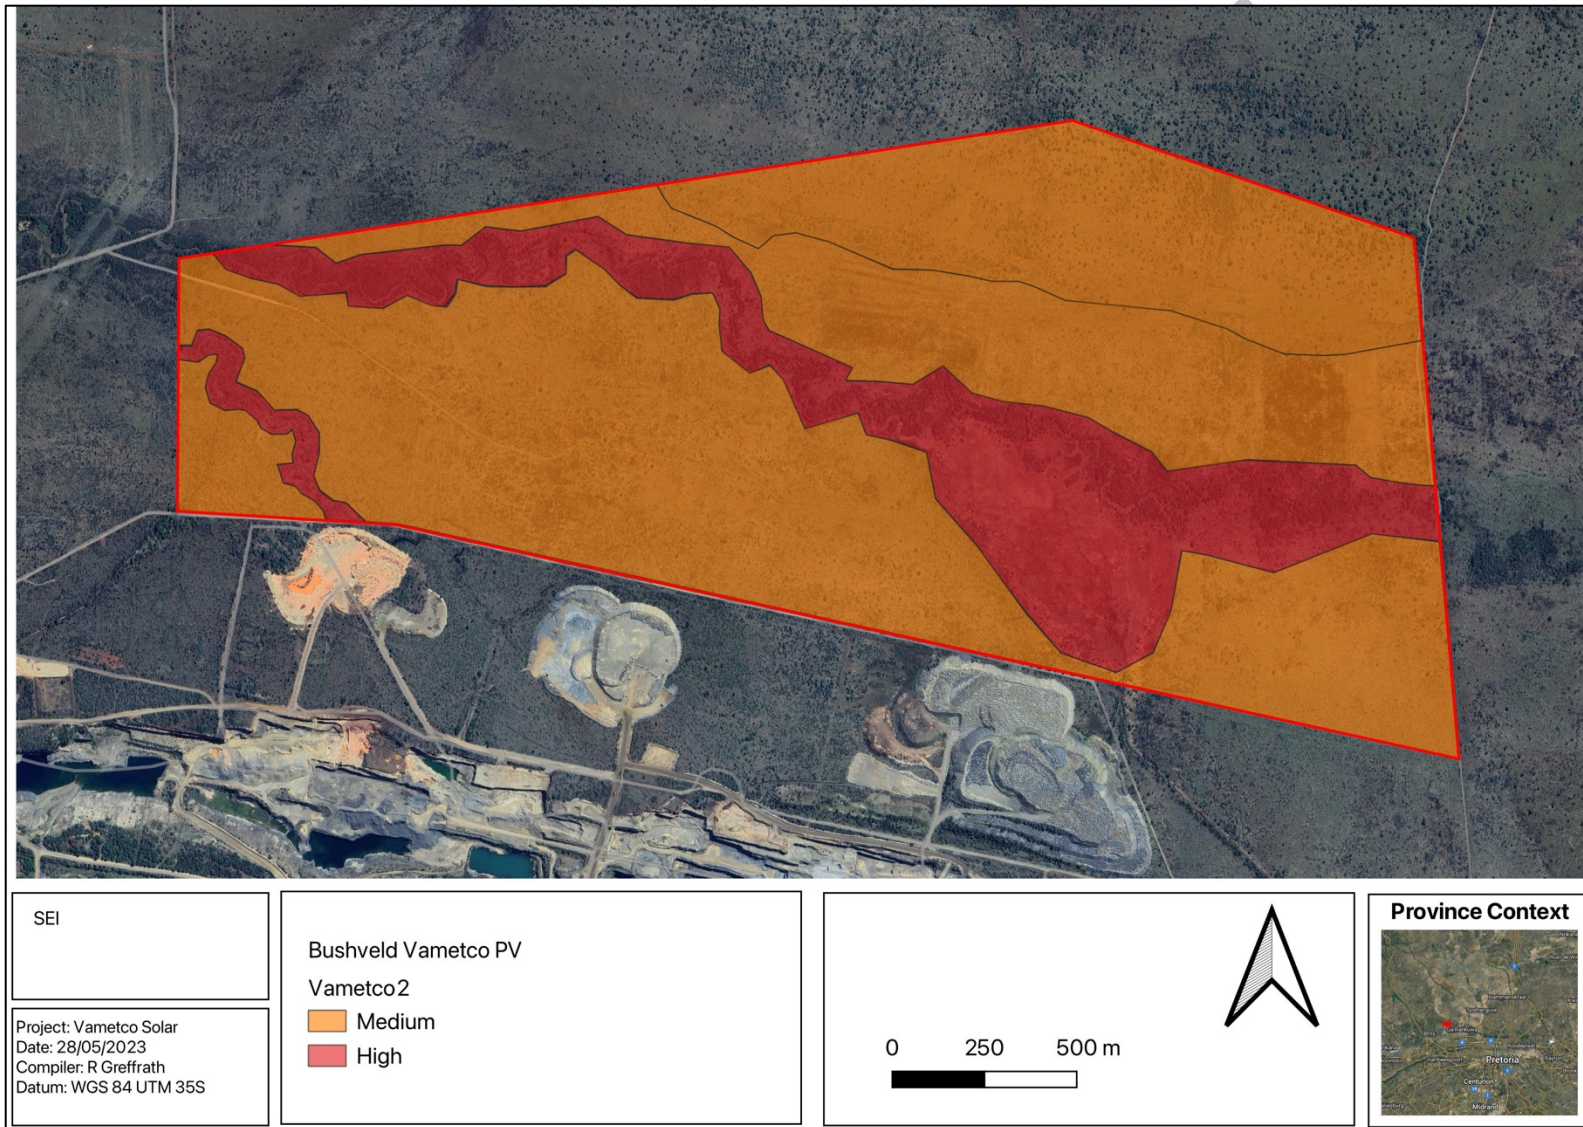 SEI
Project: Vametco Solar
Date: 28/05/2023
Compiler: R Greffrath
Datum: WGS 84 UTM 35S
Bushveld Vametco PV
Vametco2
Medium
High
0 250 500 m
Province Context
Pretoria
Centurion
Midrand